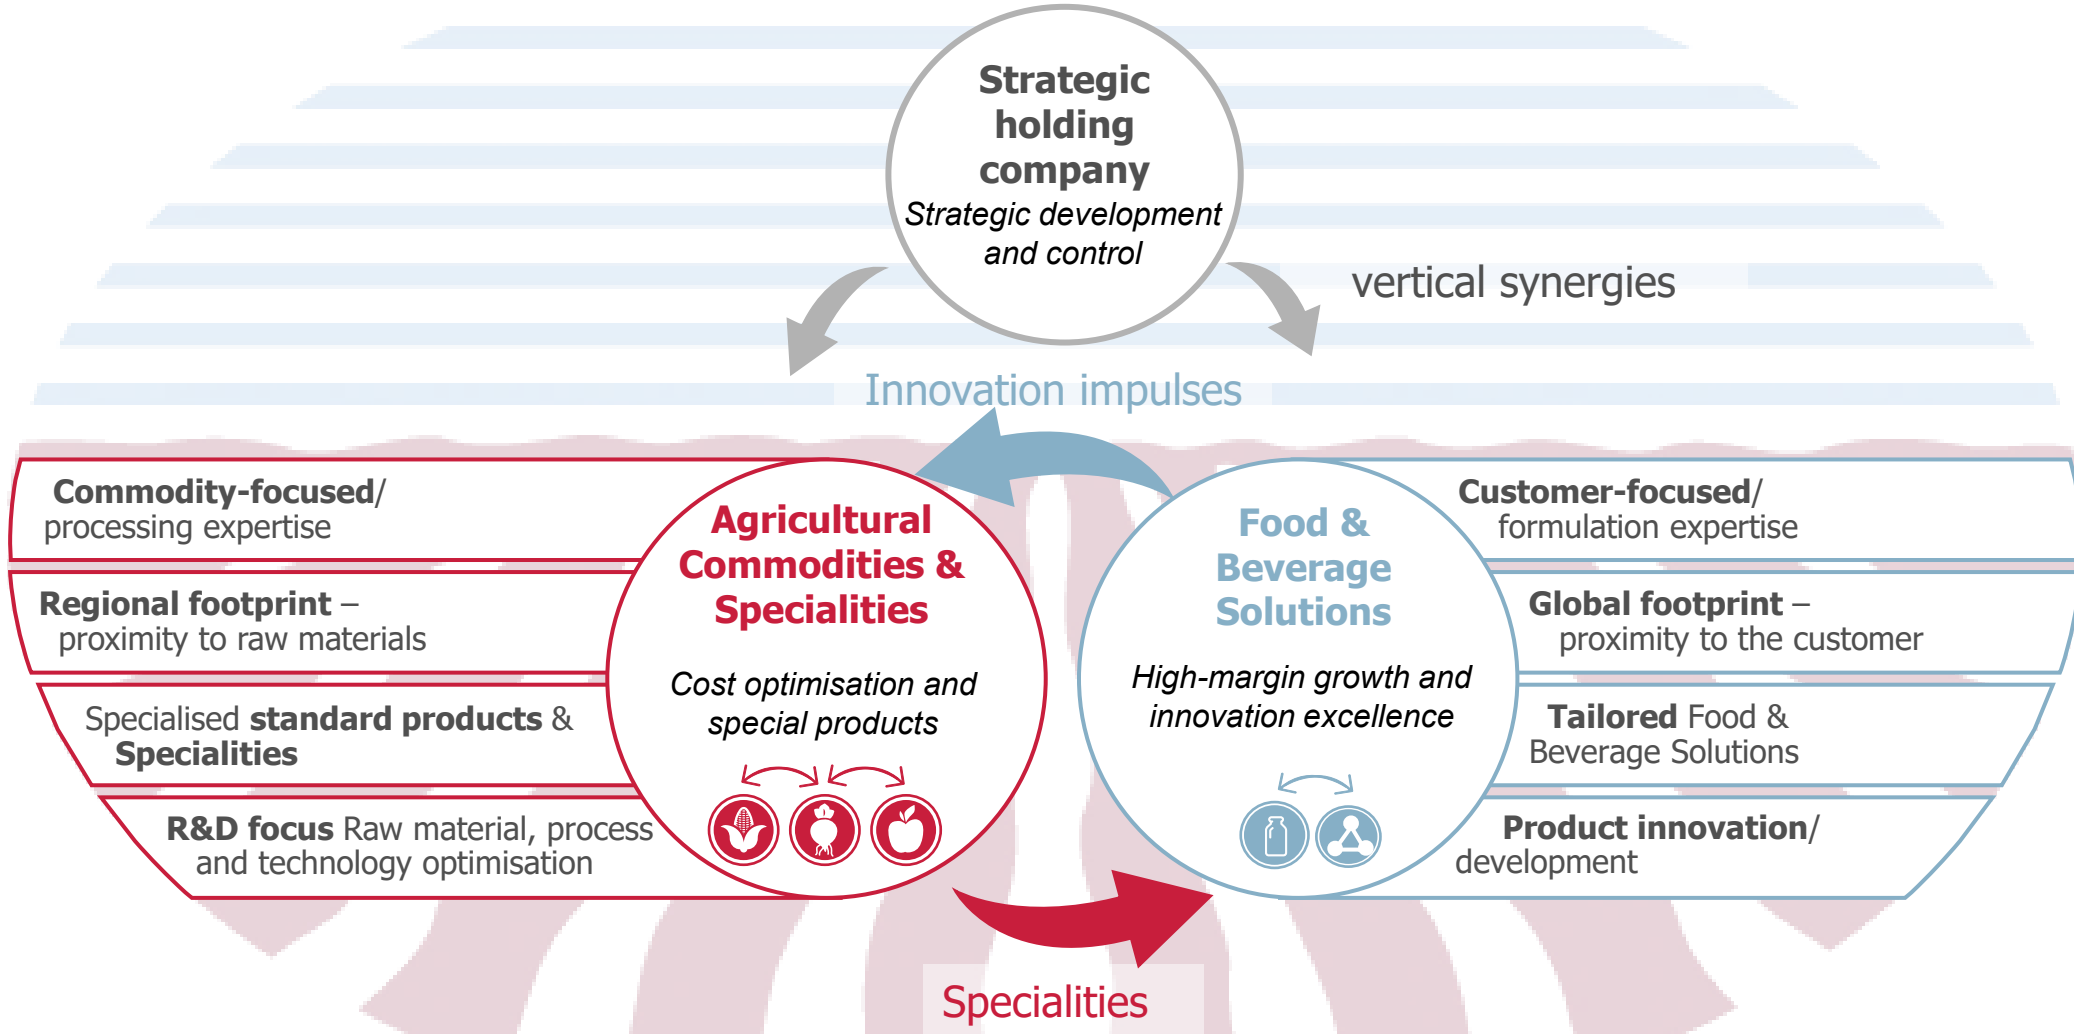 Strategic
holding
company
Strategic development
and control
vertical synergies
Innovation impulses
Commodity-focused/
processing expertise
Regional footprint –
proximity to raw materials
Specialised standard products &
Specialities
R&D focus Raw material, process
and technology optimisation
Agricultural
Commodities &
Specialities
Cost optimisation and
special products
Food &
Beverage
Solutions
High-margin growth and
innovation excellence
Customer-focused/
formulation expertise
Global footprint –
proximity to the customer
Tailored Food &
Beverage Solutions
Product innovation/
development
Specialities